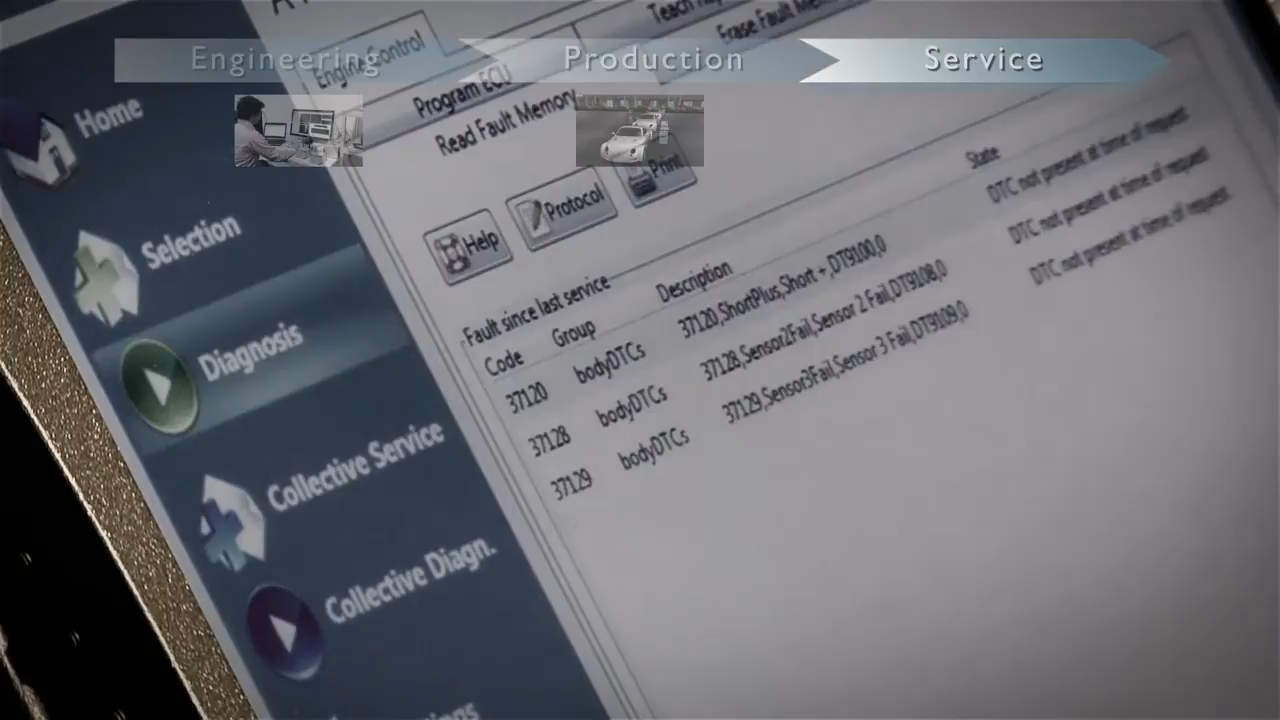 Engineering
Production
Service
Home
Selection
Diagnosis
Collective Service
Collective Diagn.
Engine Control
Program ECU
Read Fault Memory
Help
Protocol
Print
Fault since last service
Code Group Description State
37120 bodyDTCs 37120,ShortPlus,Short +,DT9100,0 DTC not present at time of request
37128 bodyDTCs 37128,Sensor2Fail,Sensor 2 Fail,DT9108,0 DTC not present at time of request
37129 bodyDTCs 37129,Sensor3Fail,Sensor 3 Fail,DT9109,0 DTC not present at time of request